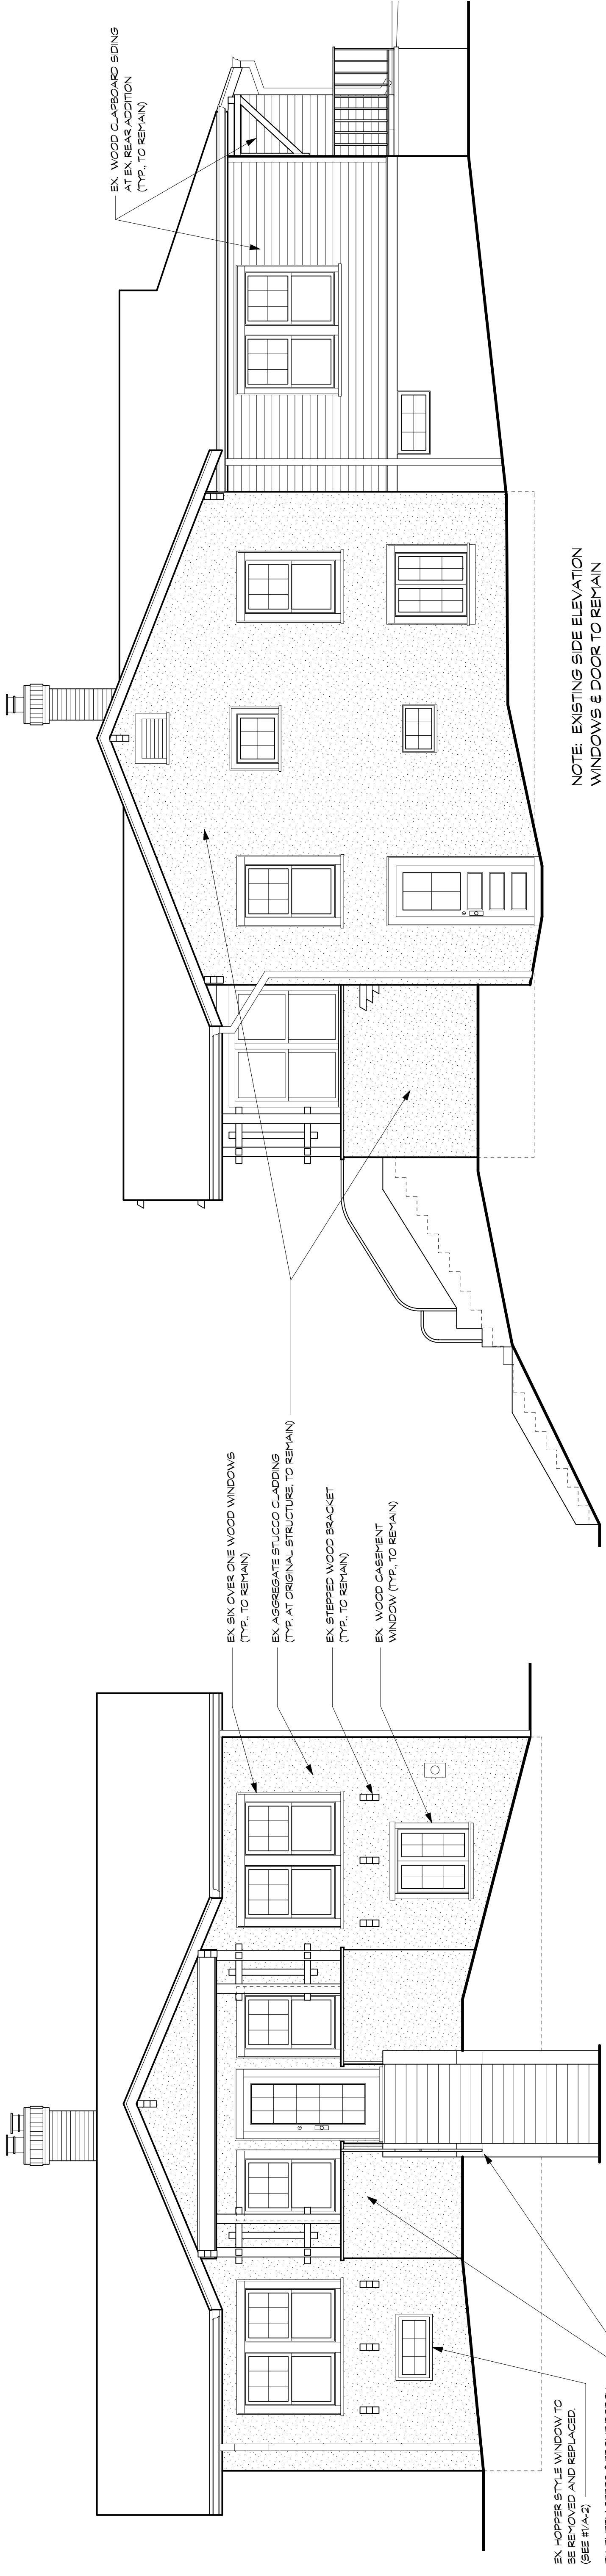 EX. WOOD CLAPBOARD SIDING
AT EX. REAR ADDITION
(TYP., TO REMAIN)
NOTE: EXISTING SIDE ELEVATION
WINDOWS & DOOR TO REMAIN
EX. SIX OVER ONE WOOD WINDOWS
(TYP., TO REMAIN)
EX. AGGREGATE STUCCO CLADDING
(TYP. AT ORIGINAL STRUCTURE, TO REMAIN)
EX. STEPPED WOOD BRACKET
(TYP., TO REMAIN)
EX. WOOD CASEMENT
WINDOW (TYP., TO REMAIN)
EX. HOPPER STYLE WINDOW TO
BE REMOVED AND REPLACED.
(SEE #1/A-2)